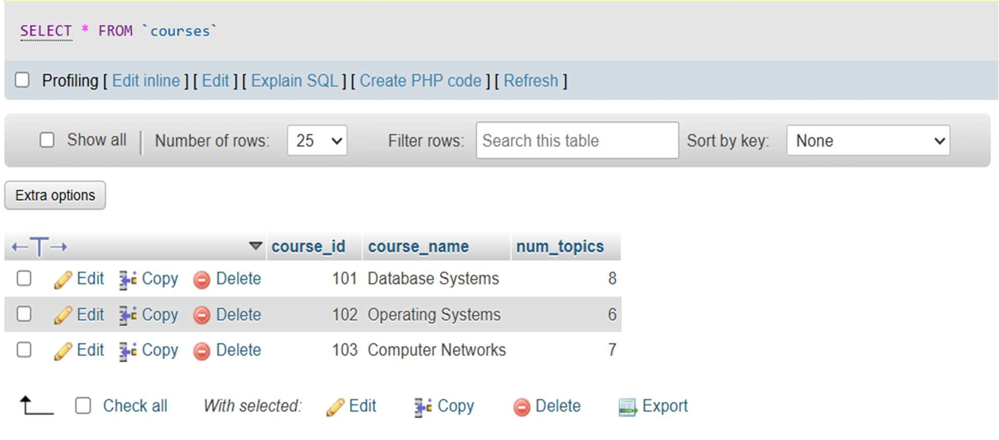 SELECT * FROM `courses`
Profiling [ Edit inline ] [ Edit ] [ Explain SQL ] [ Create PHP code ] [ Refresh ]
Show all | Number of rows: 25 Filter rows: Search this table Sort by key: None
Extra options
course_id course_name num_topics
Edit Copy Delete 101 Database Systems 8
Edit Copy Delete 102 Operating Systems 6
Edit Copy Delete 103 Computer Networks 7
Check all With selected: Edit Copy Delete Export